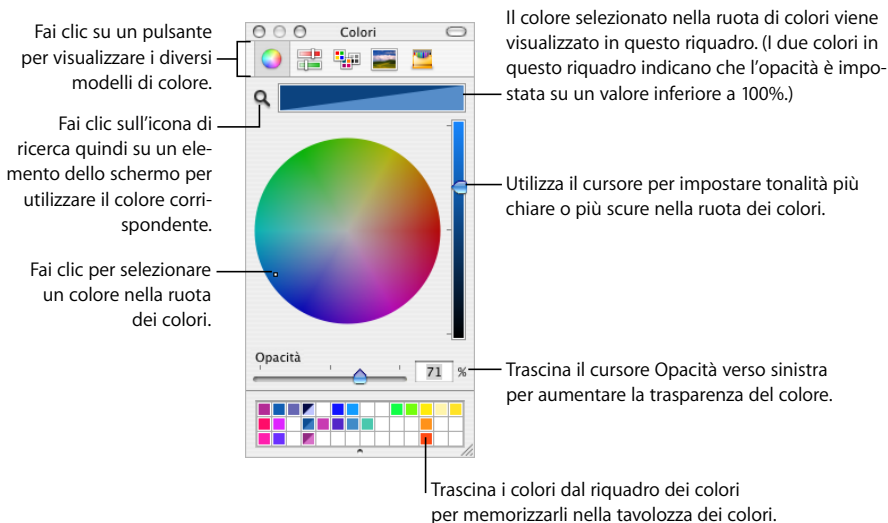 Fai clic su un pulsante
per visualizzare i diversi
modelli di colore.
Colori
Il colore selezionato nella ruota di colori viene
visualizzato in questo riquadro. (I due colori in
questo riquadro indicano che l'opacità è impo-
stata su un valore inferiore a 100%.)
Fai clic sull'icona di
ricerca quindi su un ele-
mento dello schermo per
utilizzare il colore corri-
spondente.
Utilizza il cursore per impostare tonalità più
chiare o più scure nella ruota dei colori.
Fai clic per selezionare
un colore nella ruota
dei colori.
Opacità
71 %
Trascina il cursore Opacità verso sinistra
per aumentare la trasparenza del colore.
Trascina i colori dal riquadro dei colori
per memorizzarli nella tavolozza dei colori.